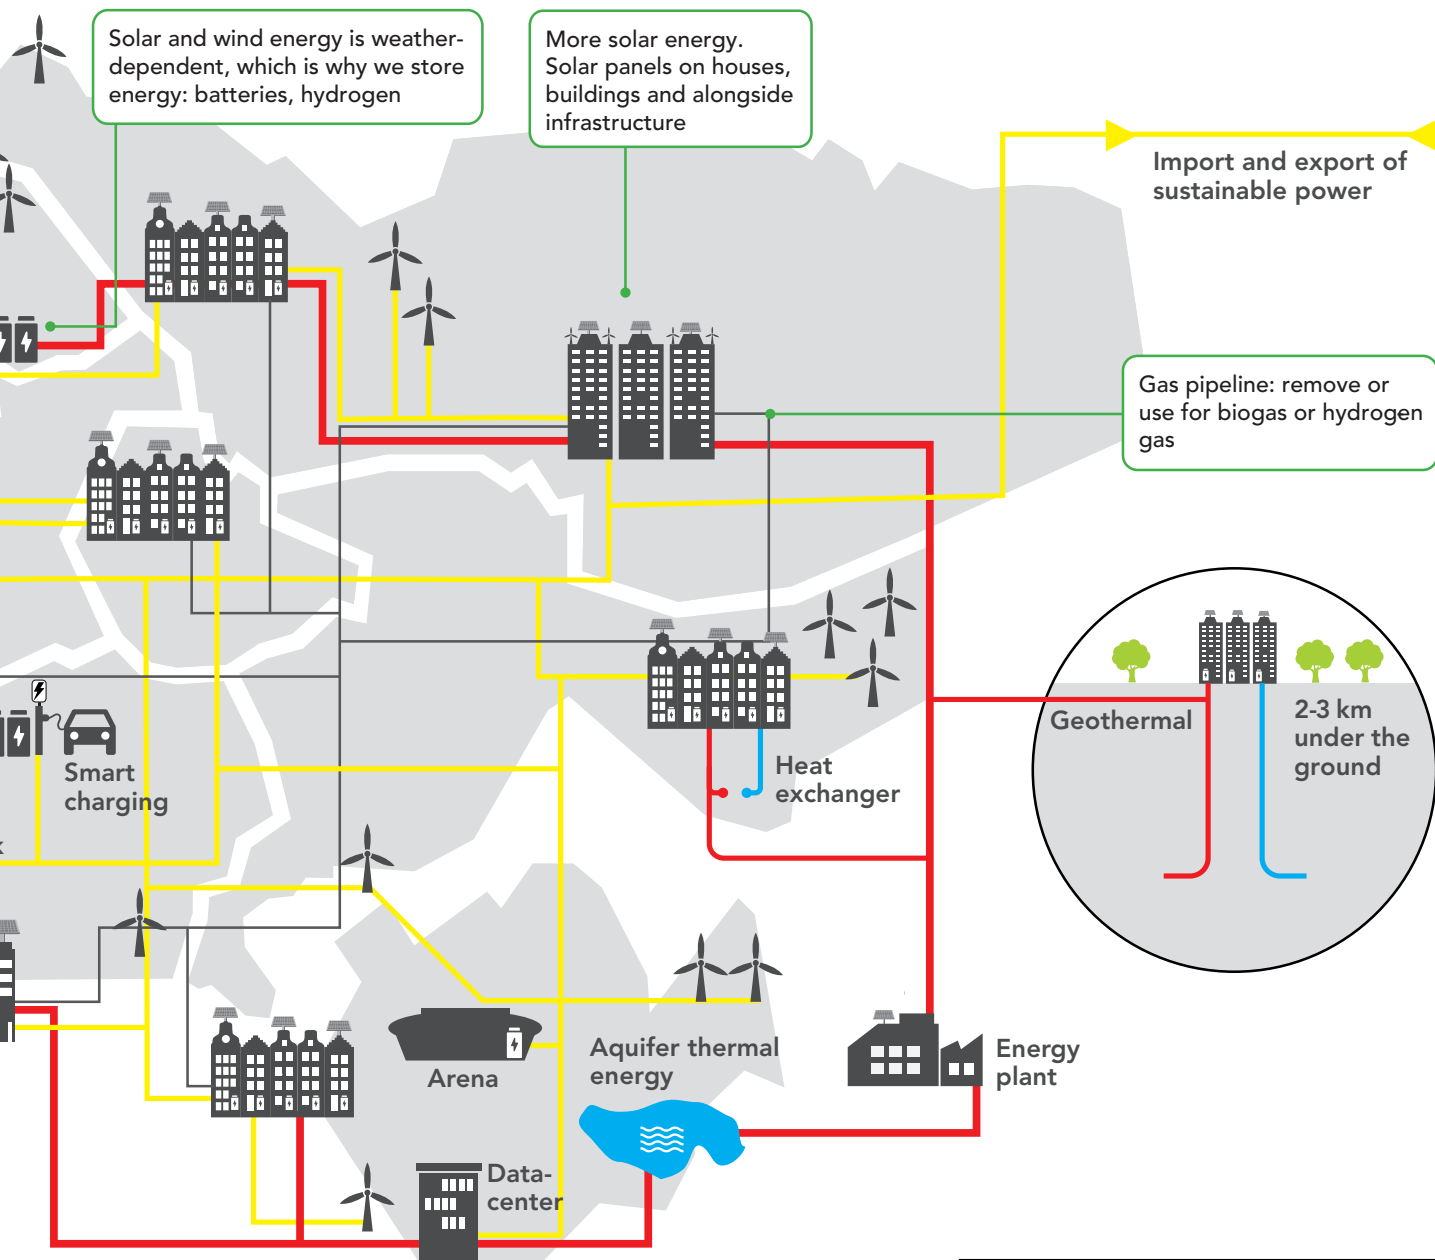 Solar and wind energy is weather-
dependent, which is why we store
energy: batteries, hydrogen
More solar energy.
Solar panels on houses,
buildings and alongside
infrastructure
Import and export of
sustainable power
Gas pipeline: remove or
use for biogas or hydrogen
gas
Geothermal
2-3 km
under the
ground
Smart
charging
Heat
exchanger
Arena
Aquifer thermal
energy
Energy
plant
Data-
center